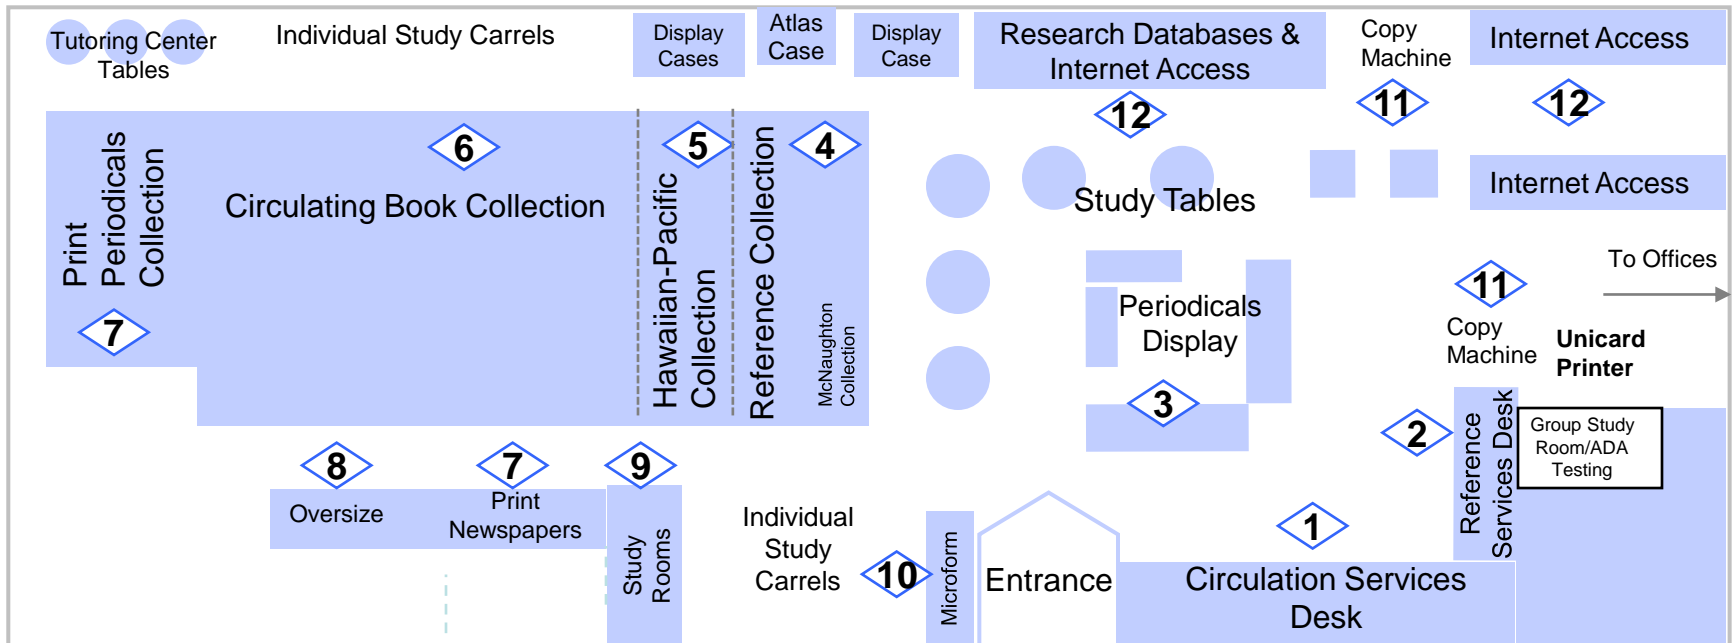 Tutoring Center
Tables
Individual Study Carrels
Display
Cases
Atlas
Case
Display
Case
Research Databases &
Internet Access
12
Copy
Machine
11
Internet Access
12
Internet Access
Print
Periodicals
Collection
7
6
Circulating Book Collection
5
Hawaiian-Pacific
Collection
Reference Collection
4
McNaughton
Collection
Study Tables
Periodicals
Display
3
To Offices
11
Copy
Machine
Unicard
Printer
2
Reference
Services Desk
Group Study
Room/ADA
Testing
8
Oversize
7
Print
Newspapers
9
Study
Rooms
Individual
Study
Carrels
10
Microform
Entrance
1
Circulation Services
Desk